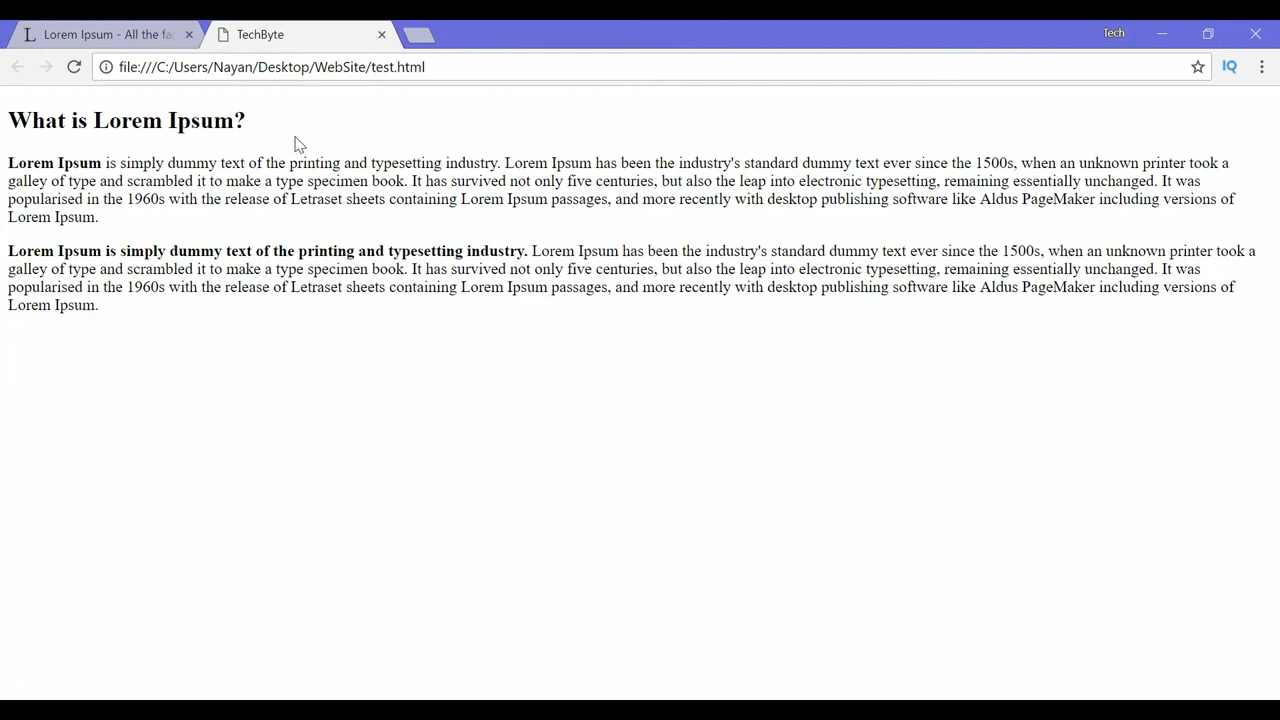 L Lorem Ipsum - All the fa
TechByte
Tech
file:///C:/Users/Nayan/Desktop/WebSite/test.html
IQ
What is Lorem Ipsum?
Lorem Ipsum is simply dummy text of the printing and typesetting industry. Lorem Ipsum has been the industry's standard dummy text ever since the 1500s, when an unknown printer took a
galley of type and scrambled it to make a type specimen book. It has survived not only five centuries, but also the leap into electronic typesetting, remaining essentially unchanged. It was
popularised in the 1960s with the release of Letraset sheets containing Lorem Ipsum passages, and more recently with desktop publishing software like Aldus PageMaker including versions of
Lorem Ipsum.
Lorem Ipsum is simply dummy text of the printing and typesetting industry. Lorem Ipsum has been the industry's standard dummy text ever since the 1500s, when an unknown printer took a
galley of type and scrambled it to make a type specimen book. It has survived not only five centuries, but also the leap into electronic typesetting, remaining essentially unchanged. It was
popularised in the 1960s with the release of Letraset sheets containing Lorem Ipsum passages, and more recently with desktop publishing software like Aldus PageMaker including versions of
Lorem Ipsum.